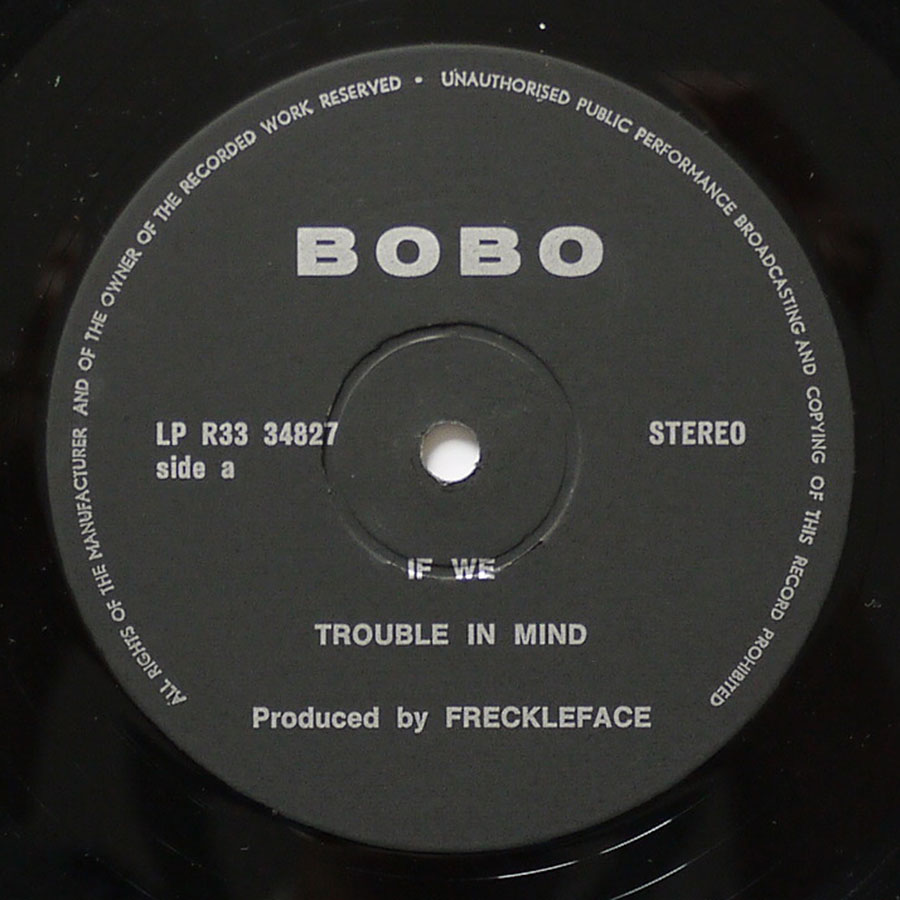 ALL RIGHTS OF THE MANUFACTURER AND OF THE OWNER OF THE RECORDED WORK RESERVED • UNAUTHORISED PUBLIC PERFORMANCE BROADCASTING AND COPYING OF THIS RECORD PROHIBITED
BOBO
LP R33 34827
side a
STEREO
IF WE
TROUBLE IN MIND
Produced by FRECKLEFACE